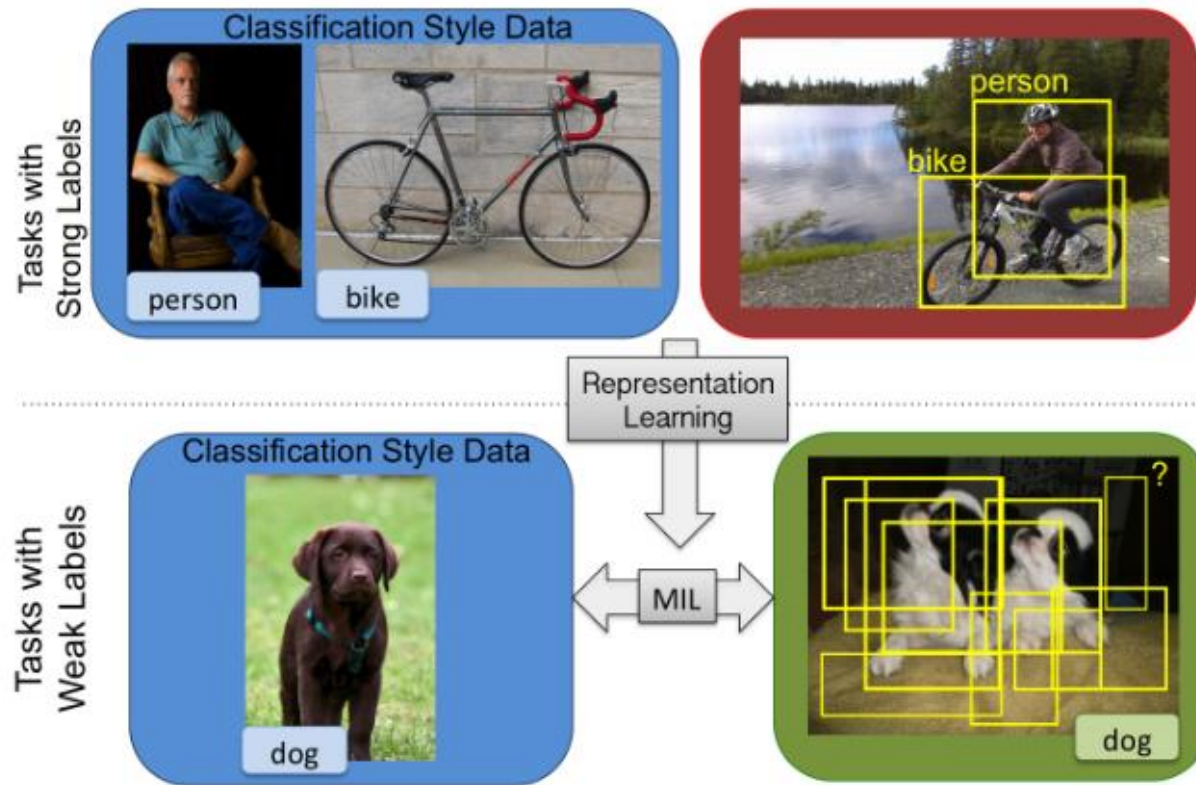 Tasks with
Strong Labels
Classification Style Data
person
bike
person
bike
Representation
Learning
Tasks with
Weak Labels
Classification Style Data
dog
MIL
?
dog